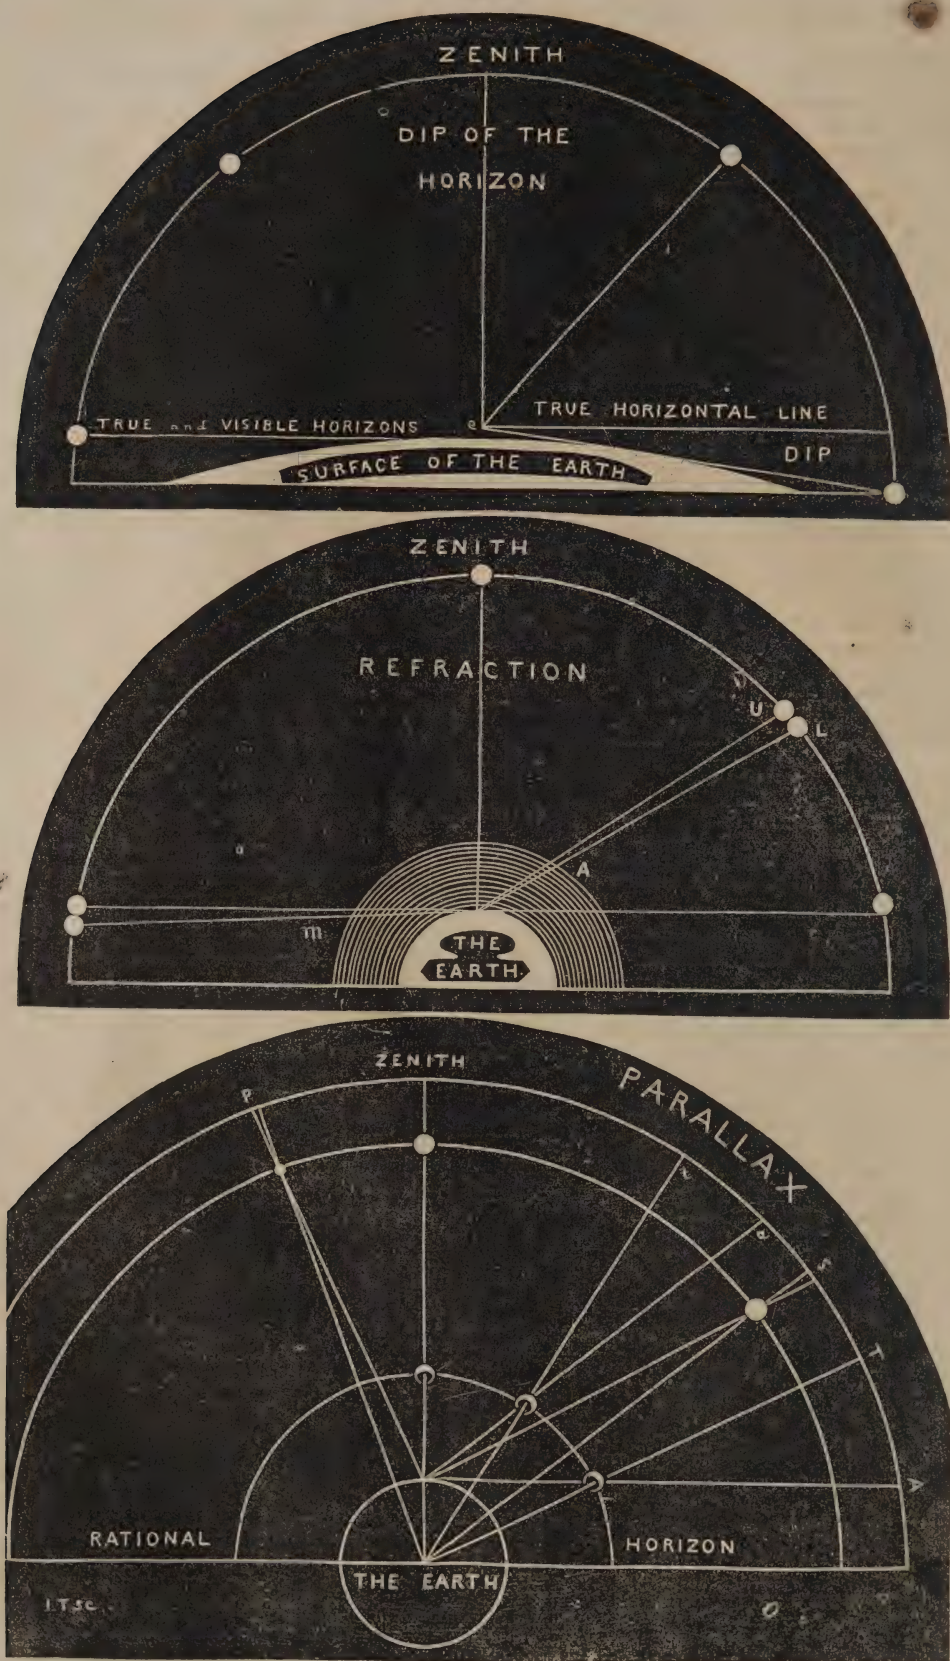 ZENITH
DIP OF THE
HORIZON
TRUE HORIZONTAL LINE
TRUE and VISIBLE HORIZONS
e
DIP
SURFACE OF THE EARTH
ZENITH
REFRACTION
U
L
A
m
THE
EARTH
ZENITH
PARALLAX
P
R
S
T
A
RATIONAL
HORIZON
THE EARTH